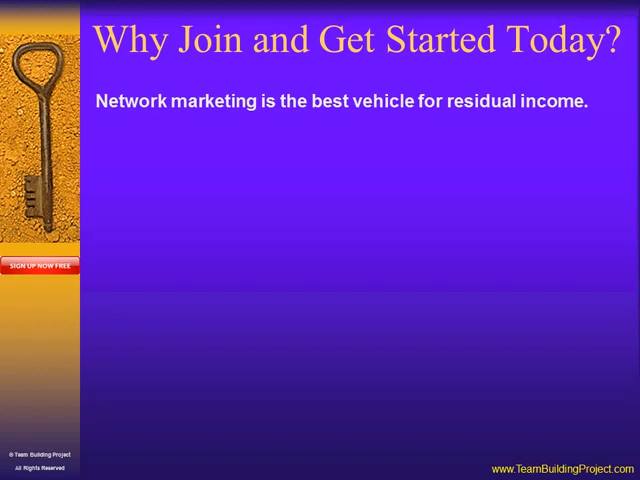 Why Join and Get Started Today?
Network marketing is the best vehicle for residual income.
SIGN UP NOW FREE
© Team Building Project
All Rights Reserved
www.TeamBuildingProject.com